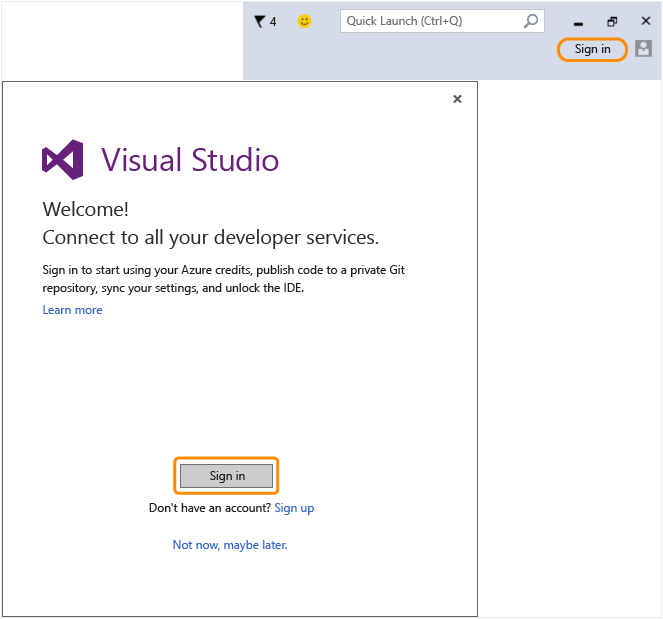 4
Quick Launch (Ctrl+Q)
Sign in
Visual Studio
Welcome!
Connect to all your developer services.
Sign in to start using your Azure credits, publish code to a private Git
repository, sync your settings, and unlock the IDE.
Learn more
Sign in
Don't have an account? Sign up
Not now, maybe later.